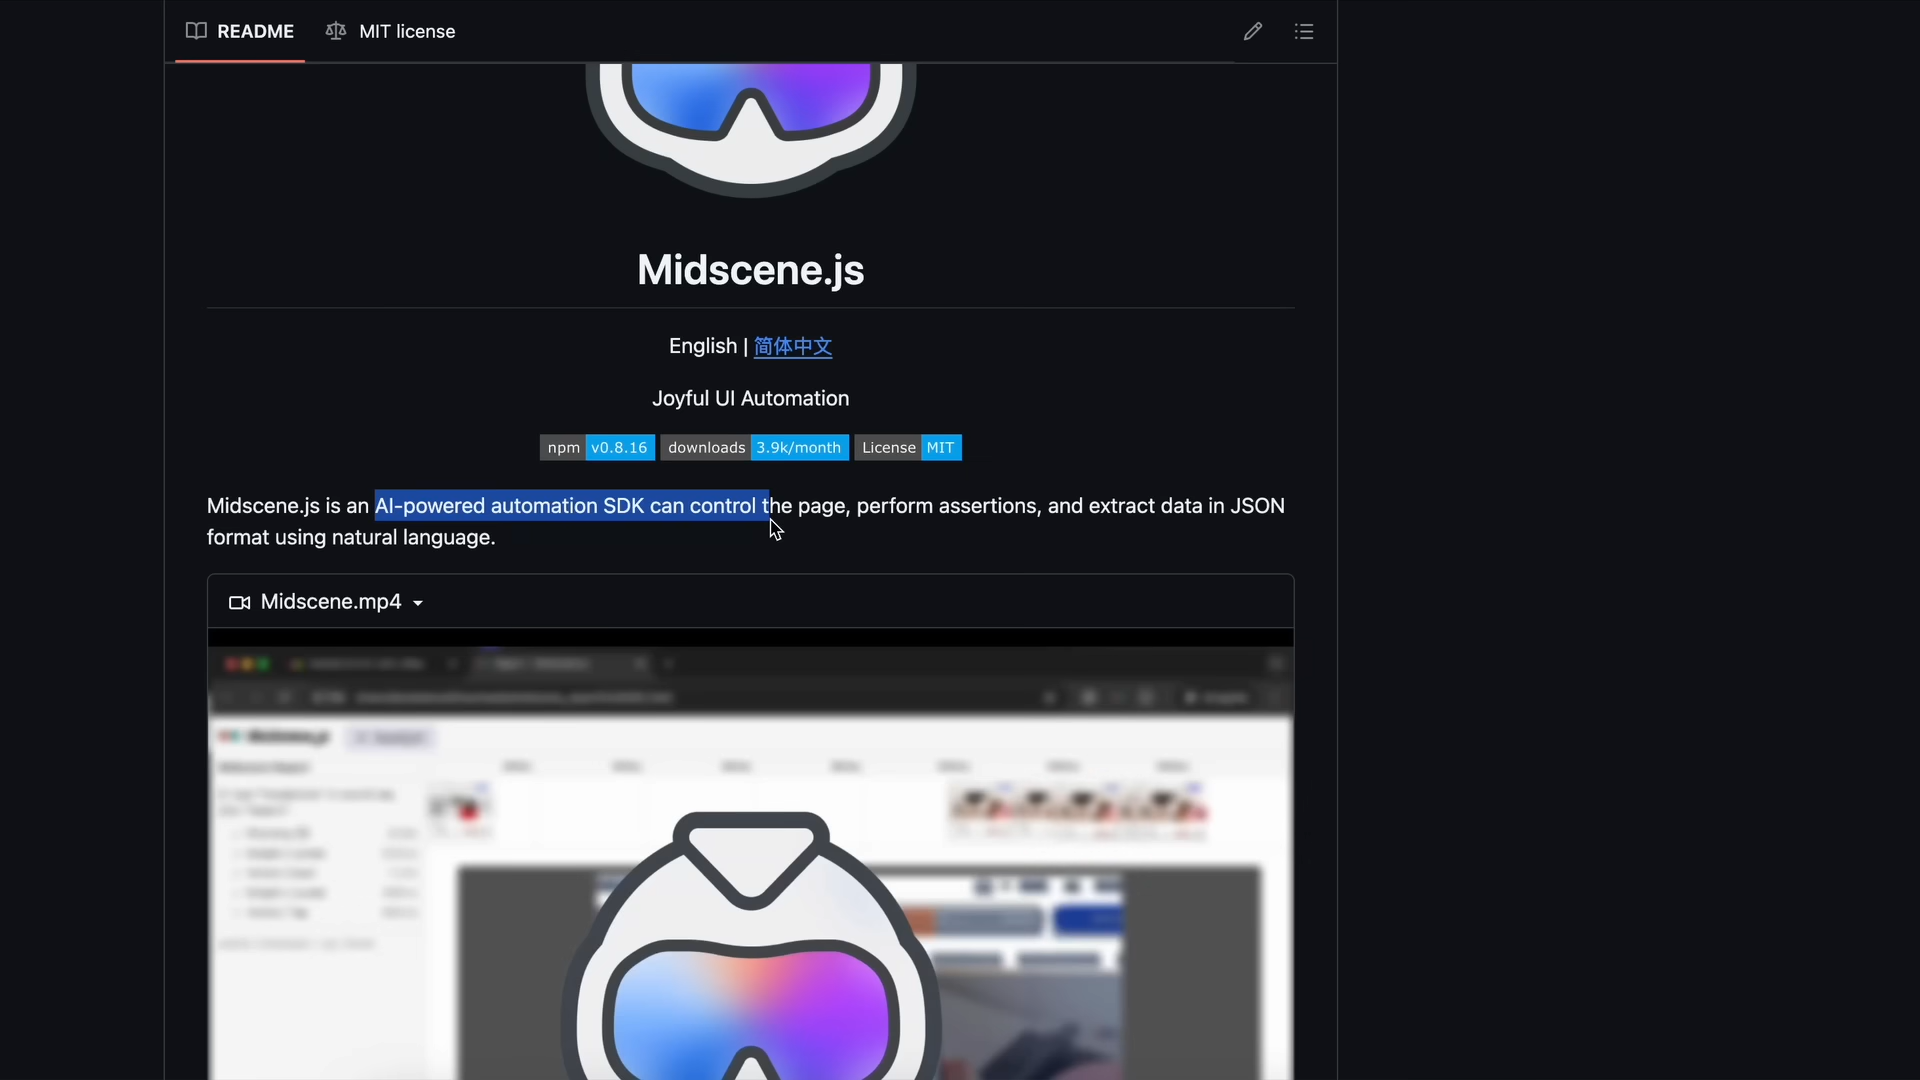 README
MIT license
Midscene.js
English | 简体中文
Joyful UI Automation
npm v0.8.16 downloads 3.9k/month License MIT
Midscene.js is an AI-powered automation SDK can control the page, perform assertions, and extract data in JSON
format using natural language.
Midscene.mp4